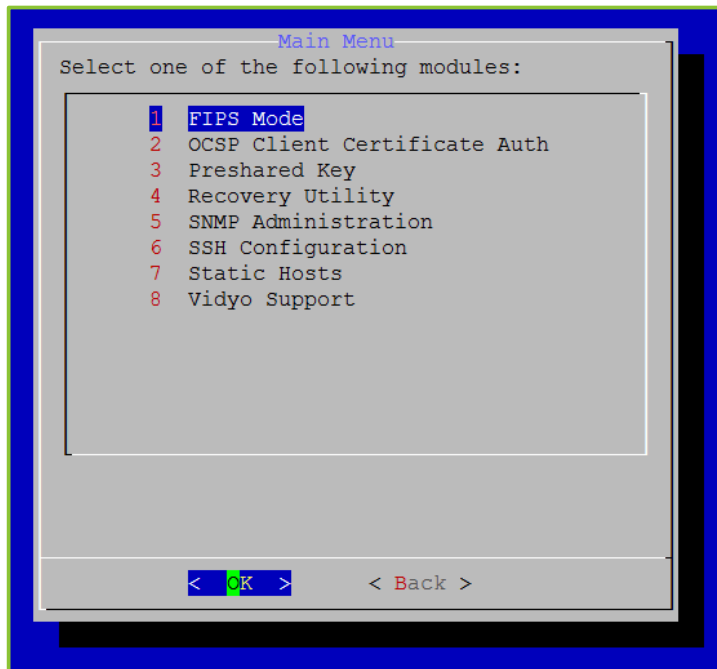 Main Menu
Select one of the following modules:
1 FIPS Mode
2 OCSP Client Certificate Auth
3 Preshared Key
4 Recovery Utility
5 SNMP Administration
6 SSH Configuration
7 Static Hosts
8 Vidyo Support
< OK > < Back >